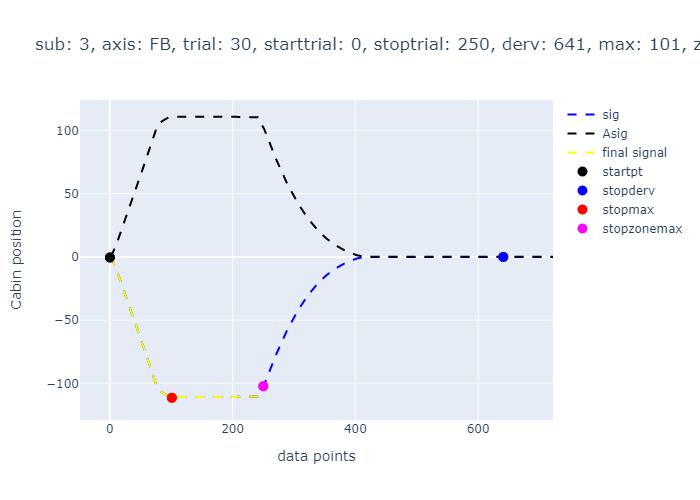 sub: 3, axis: FB, trial: 30, starttrial: 0, stoptrial: 250, derv: 641, max: 101, z
sig
Asig
final signal
startpt
stopderv
stopmax
stopzonemax
Cabin position
100
50
0
−50
−100
0 200 400 600
data points